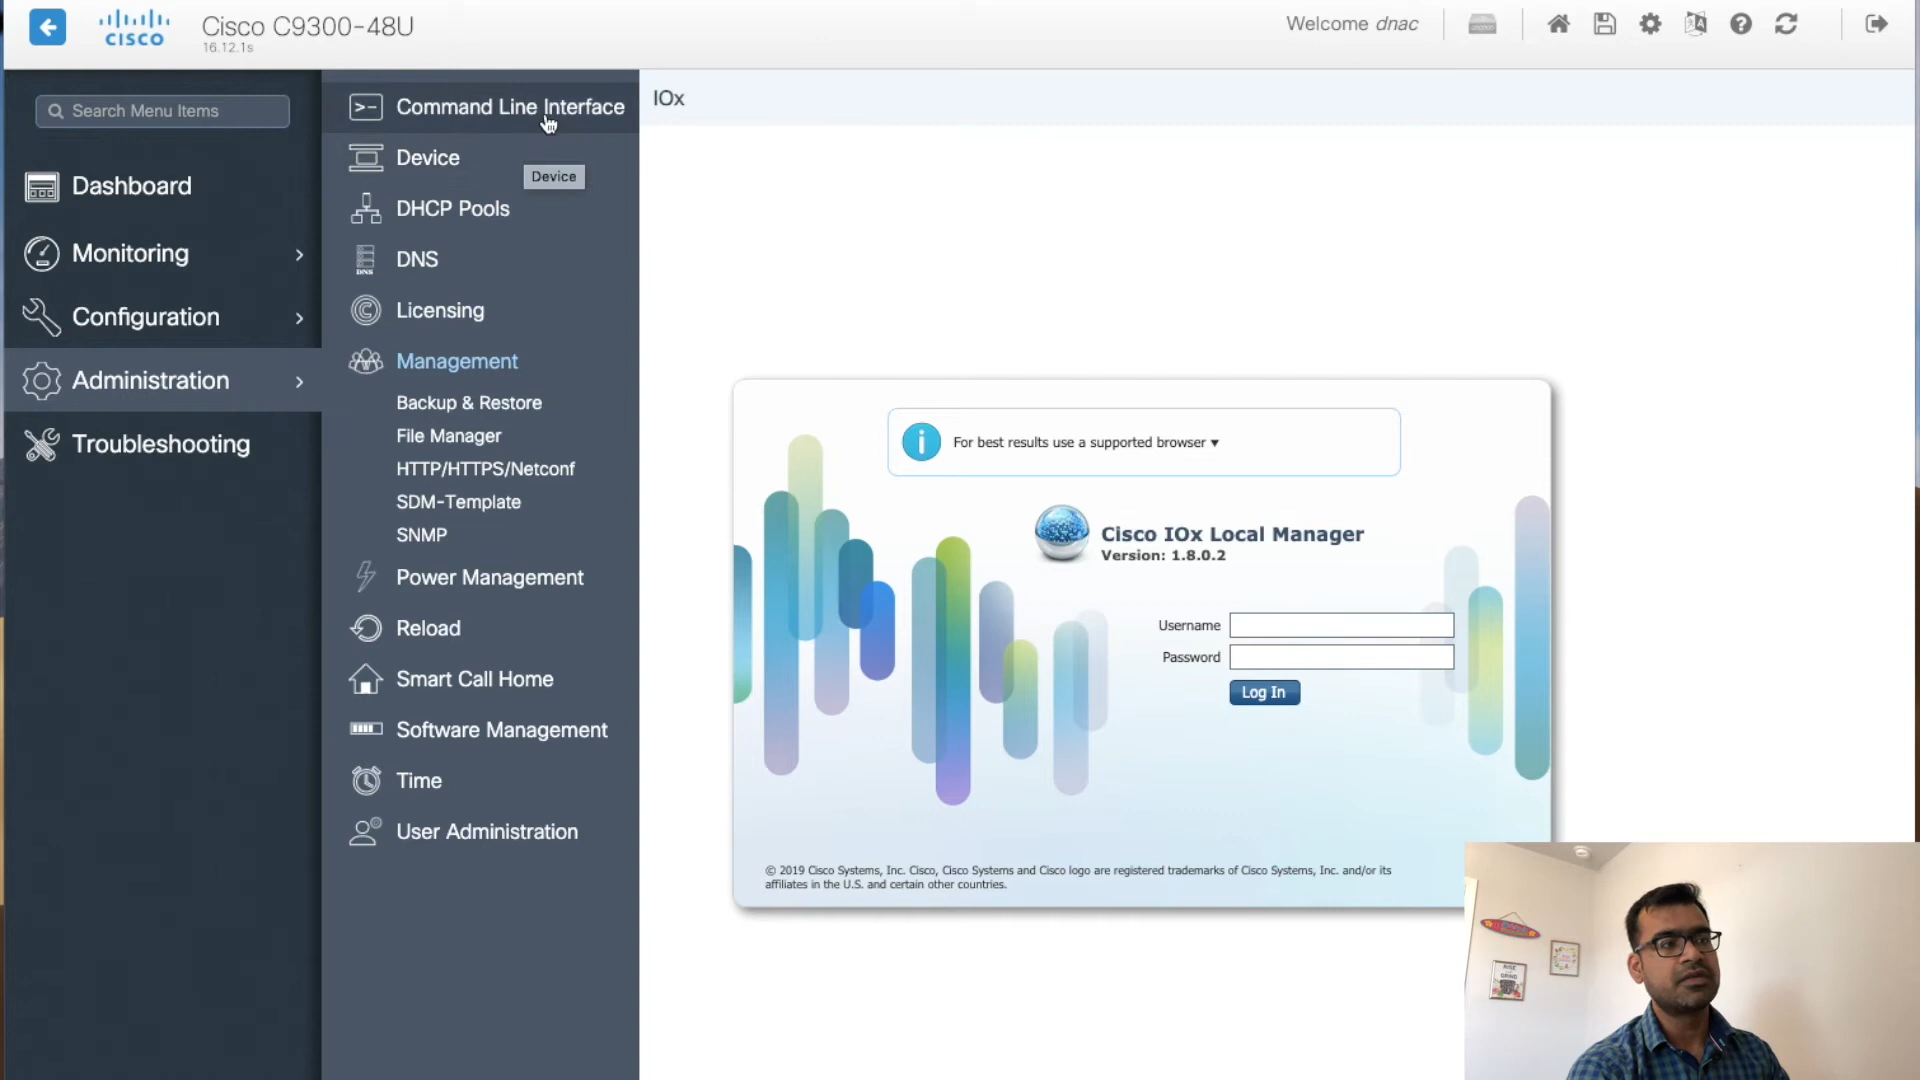 CISCO
Cisco C9300-48U
16.12.1s
Welcome dnac
Search Menu Items
Dashboard
Monitoring
Configuration
Administration
Troubleshooting
Command Line Interface
Device
Device
DHCP Pools
DNS
DNS
Licensing
Management
Backup & Restore
File Manager
HTTP/HTTPS/Netconf
SDM-Template
SNMP
Power Management
Reload
Smart Call Home
Software Management
Time
User Administration
IOx
For best results use a supported browser ▾
Cisco IOx Local Manager
Version: 1.8.0.2
Username
Password
Log In
© 2019 Cisco Systems, Inc. Cisco, Cisco Systems and Cisco logo are registered trademarks of Cisco Systems, Inc. and/or its
affiliates in the U.S. and certain other countries.